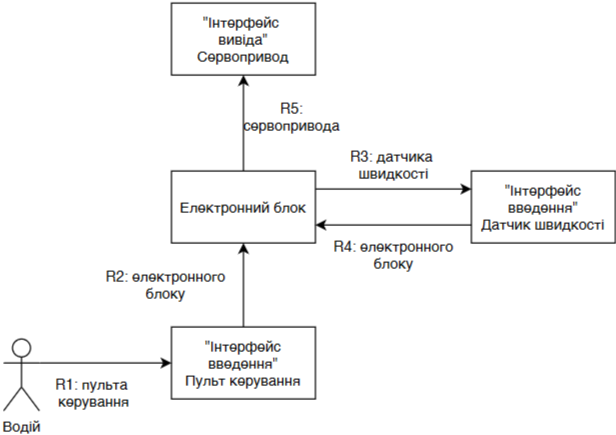 "Інтерфейс
вивіда"
Сервопривод
R5:
сервопривода
R3: датчика
швидкості
Електронний блок
"Інтерфейс
введення"
Датчик швидкості
R4: електронного
блоку
R2: електронного
блоку
"Інтерфейс
введення"
Пульт керування
R1: пульта
керування
Водій